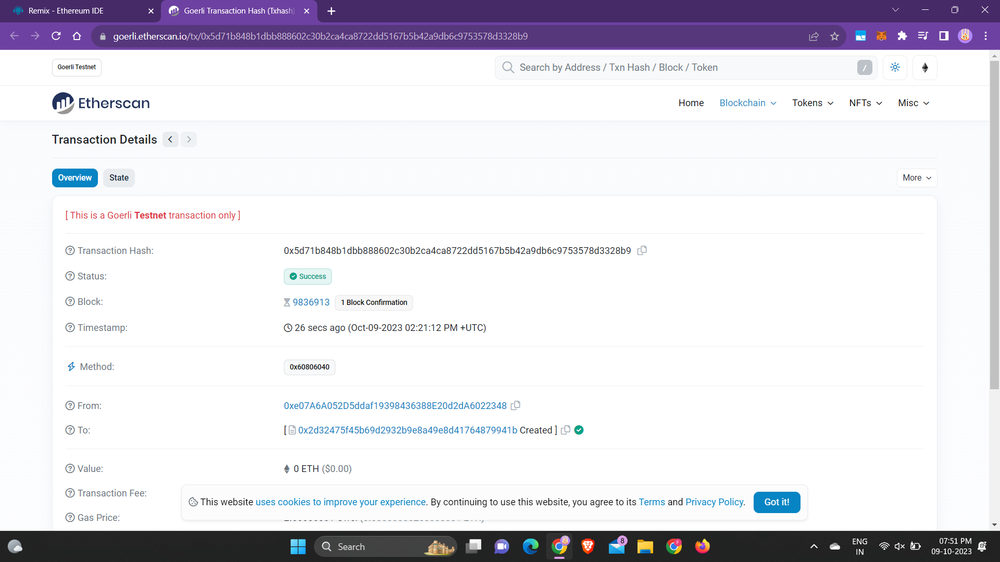 Remix - Ethereum IDE
Goerli Transaction Hash (Txhash)
goerli.etherscan.io/tx/0x5d71b848b1dbb888602c30b2ca4ca8722dd5167b5b42a9db6c9753578d3328b9
Goerli Testnet
Search by Address / Txn Hash / Block / Token
/
Etherscan
Home Blockchain Tokens NFTs Misc
Transaction Details
Overview State More
[ This is a Goerli Testnet transaction only ]
Transaction Hash: 0x5d71b848b1dbb888602c30b2ca4ca8722dd5167b5b42a9db6c9753578d3328b9
Status: Success
Block: 9836913 1 Block Confirmation
Timestamp: 26 secs ago (Oct-09-2023 02:21:12 PM +UTC)
Method: 0x60806040
From: 0xe07A6A052D5ddaf19398436388E20d2dA6022348
To: [ 0x2d32475f45b69d2932b9e8a49e8d41764879941b Created ]
Value: 0 ETH ($0.00)
Transaction Fee:
This website uses cookies to improve your experience. By continuing to use this website, you agree to its Terms and Privacy Policy. Got it!
Gas Price:
Search
8
F
ENG
IN
07:51 PM
09-10-2023